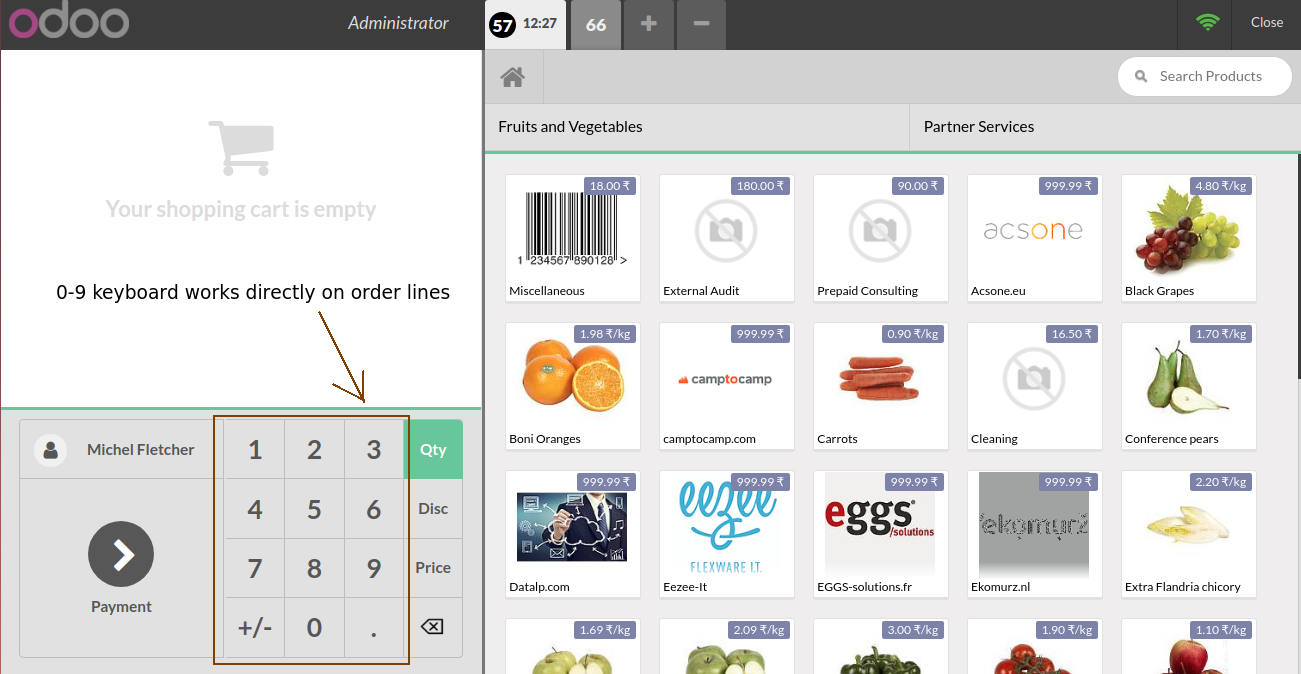 odoo
Administrator
57 12:27
66
+
−
Close
Search Products
Fruits and Vegetables
Partner Services
Your shopping cart is empty
0-9 keyboard works directly on order lines
Michel Fletcher
Payment
1 2 3 Qty
4 5 6 Disc
7 8 9 Price
+/- 0 .
18.00 ₹
1 234567 890128 >
Miscellaneous
180.00 ₹
External Audit
90.00 ₹
Prepaid Consulting
999.99 ₹
acsone
Acsone.eu
4.80 ₹/kg
Black Grapes
1.98 ₹/kg
Boni Oranges
999.99 ₹
camptocamp
camptocamp.com
0.90 ₹/kg
Carrots
16.50 ₹
Cleaning
1.70 ₹/kg
Conference pears
999.99 ₹
Datalp.com
999.99 ₹
eezee
FLEXWARE I.T.
Eezee-It
999.99 ₹
eggs
/solutions
EGGS-solutions.fr
999.99 ₹
ekomurz
Ekomurz.nl
2.20 ₹/kg
Extra Flandria chicory
1.69 ₹/kg
2.09 ₹/kg
3.00 ₹/kg
1.90 ₹/kg
1.10 ₹/kg